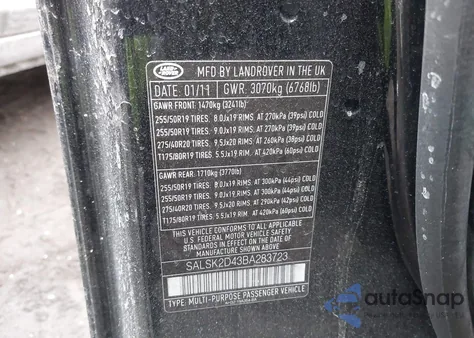 LAND-
ROVER
MFD BY LANDROVER IN THE UK
DATE: 01/11 GWR: 3070kg (6768lb)
GAWR FRONT: 1470kg (3241lb)
255/50R19 TIRES. 8.0Jx19 RIMS. AT 270kPa (39psi) COLD
255/50R19 TIRES. 9.0Jx19 RIMS. AT 270kPa (39psi) COLD
275/40R20 TIRES. 9.5Jx20 RIMS. AT 260kPa (38psi) COLD
T175/80R19 TIRES. 5.5Jx19 RIMS. AT 420kPa (60psi) COLD
GAWR REAR: 1710kg (3770lb)
255/50R19 TIRES. 8.0Jx19 RIMS. AT 300kPa (44psi) COLD
255/50R19 TIRES. 9.0Jx19 RIMS. AT 300kPa (44psi) COLD
275/40R20 TIRES. 9.5Jx20 RIMS. AT 290kPa (42psi) COLD
T175/80R19 TIRES. 5.5Jx19 RIMS. AT 420kPa (60psi) COLD
THIS VEHICLE CONFORMS TO ALL APPLICABLE
U.S. FEDERAL MOTOR VEHICLE SAFETY STANDARDS
IN EFFECT ON THE DATE OF MANUFACTURE SHOWN ABOVE
SALSK2D43BA283723
TYPE: MULTI-PURPOSE PASSENGER VEHICLE
autoSnap